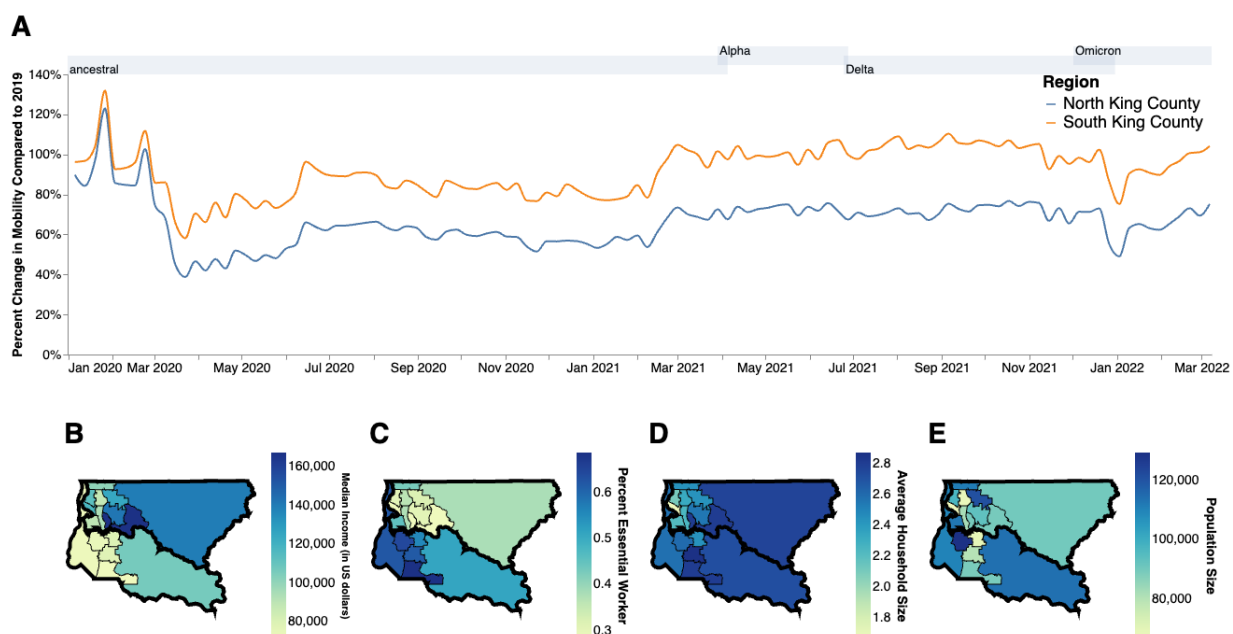 A
Alpha
Omicron
ancestral
Delta
Percent Change in Mobility Compared to 2019
140%
120%
100%
80%
60%
40%
20%
0%
Region
North King County
South King County
Jan 2020 Mar 2020 May 2020 Jul 2020 Sep 2020 Nov 2020 Jan 2021 Mar 2021 May 2021 Jul 2021 Sep 2021 Nov 2021 Jan 2022 Mar 2022
B
160,000
140,000
120,000
100,000
80,000
Median Income (in US dollars)
C
0.6
0.5
0.4
0.3
Percent Essential Worker
D
2.8
2.6
2.4
2.2
2.0
1.8
Average Household Size
E
120,000
100,000
80,000
Population Size